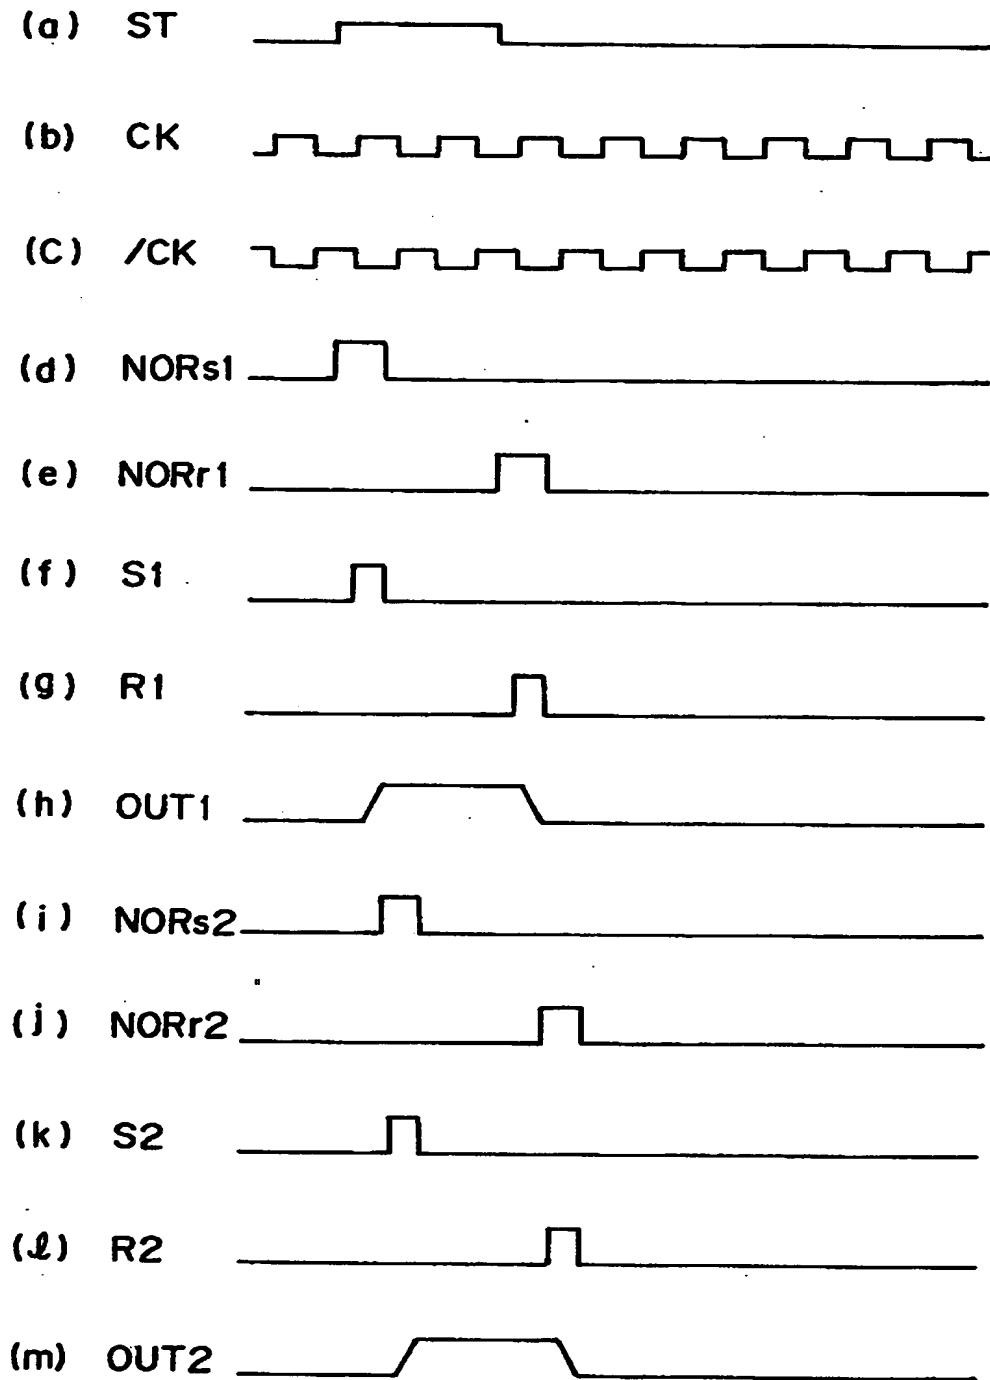 (a) ST
(b) CK
(C) /CK
(d) NORs1
(e) NORr1
(f) S1
(g) R1
(h) OUT1
(i) NORs2
(j) NORr2
(k) S2
(ℓ) R2
(m) OUT2